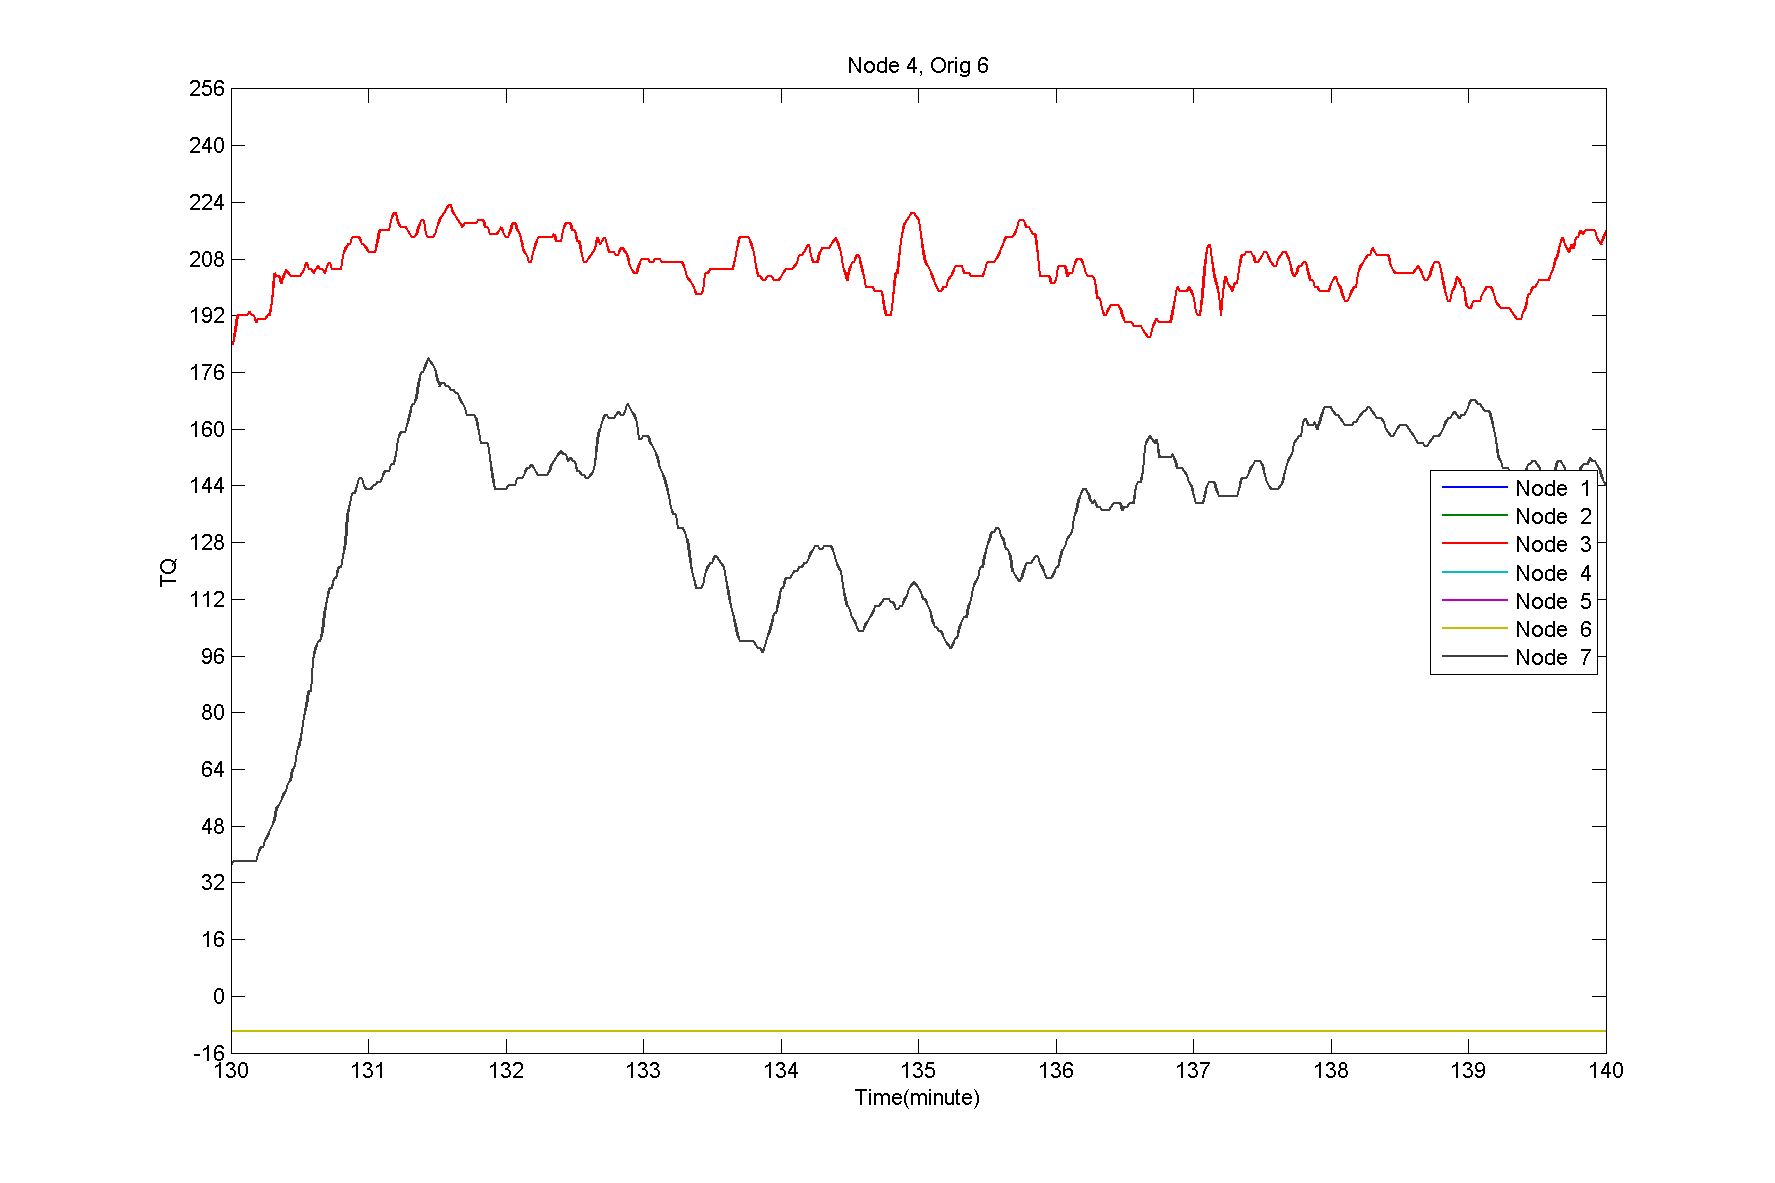 Node 4, Orig 6
256
240
224
208
192
176
160
144
128
112
96
80
64
48
32
16
0
-16
TQ
Node 1
Node 2
Node 3
Node 4
Node 5
Node 6
Node 7
130 131 132 133 134 135 136 137 138 139 140
Time(minute)